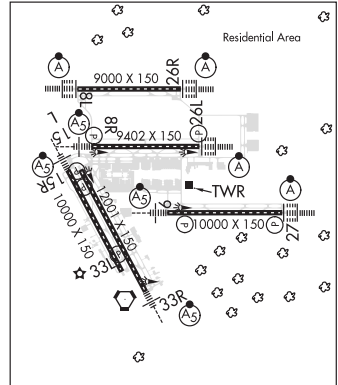 Residential Area
A
A
9000 X 150
26R
8L
A5
15L
P
8R
9402 X 150
26L
P
A5
15R
A
A5
TWR
A
9
P
10000 X 150
P
27
12001 X 150
10000 X 150
33L
33R
A5